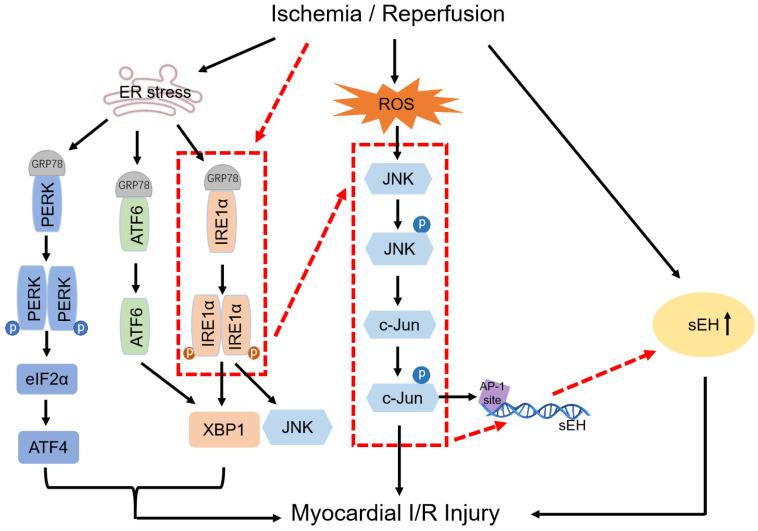 Ischemia / Reperfusion
ER stress
ROS
GRP78
PERK
GRP78
ATF6
GRP78
IRE1α
JNK
p
JNK
PERK
PERK
p
p
ATF6
IRE1α
IRE1α
p
p
c-Jun
sEH
eIF2α
p
c-Jun
AP-1
site
sEH
XBP1
JNK
ATF4
Myocardial I/R Injury